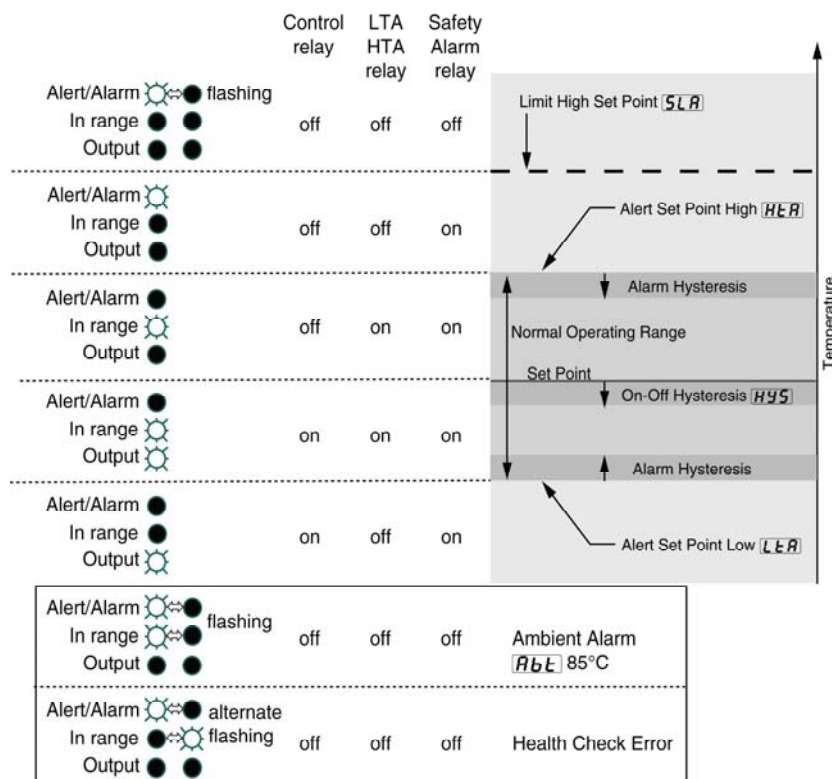 Control LTA Safety
relay HTA Alarm
relay relay
Alert/Alarm flashing
In range off off off
Output
Limit High Set Point SLA
Alert/Alarm
In range off off on
Output
Alert Set Point High HtA
Alert/Alarm
In range off on on
Output
Alarm Hysteresis
Normal Operating Range
Set Point
Temperature
Alert/Alarm
In range on on on
Output
On-Off Hysteresis HYS
Alarm Hysteresis
Alert/Alarm
In range on off on
Output
Alert Set Point Low LtA
Alert/Alarm flashing
In range off off off Ambient Alarm
Output Abt 85°C
Alert/Alarm alternate
In range flashing off off off Health Check Error
Output